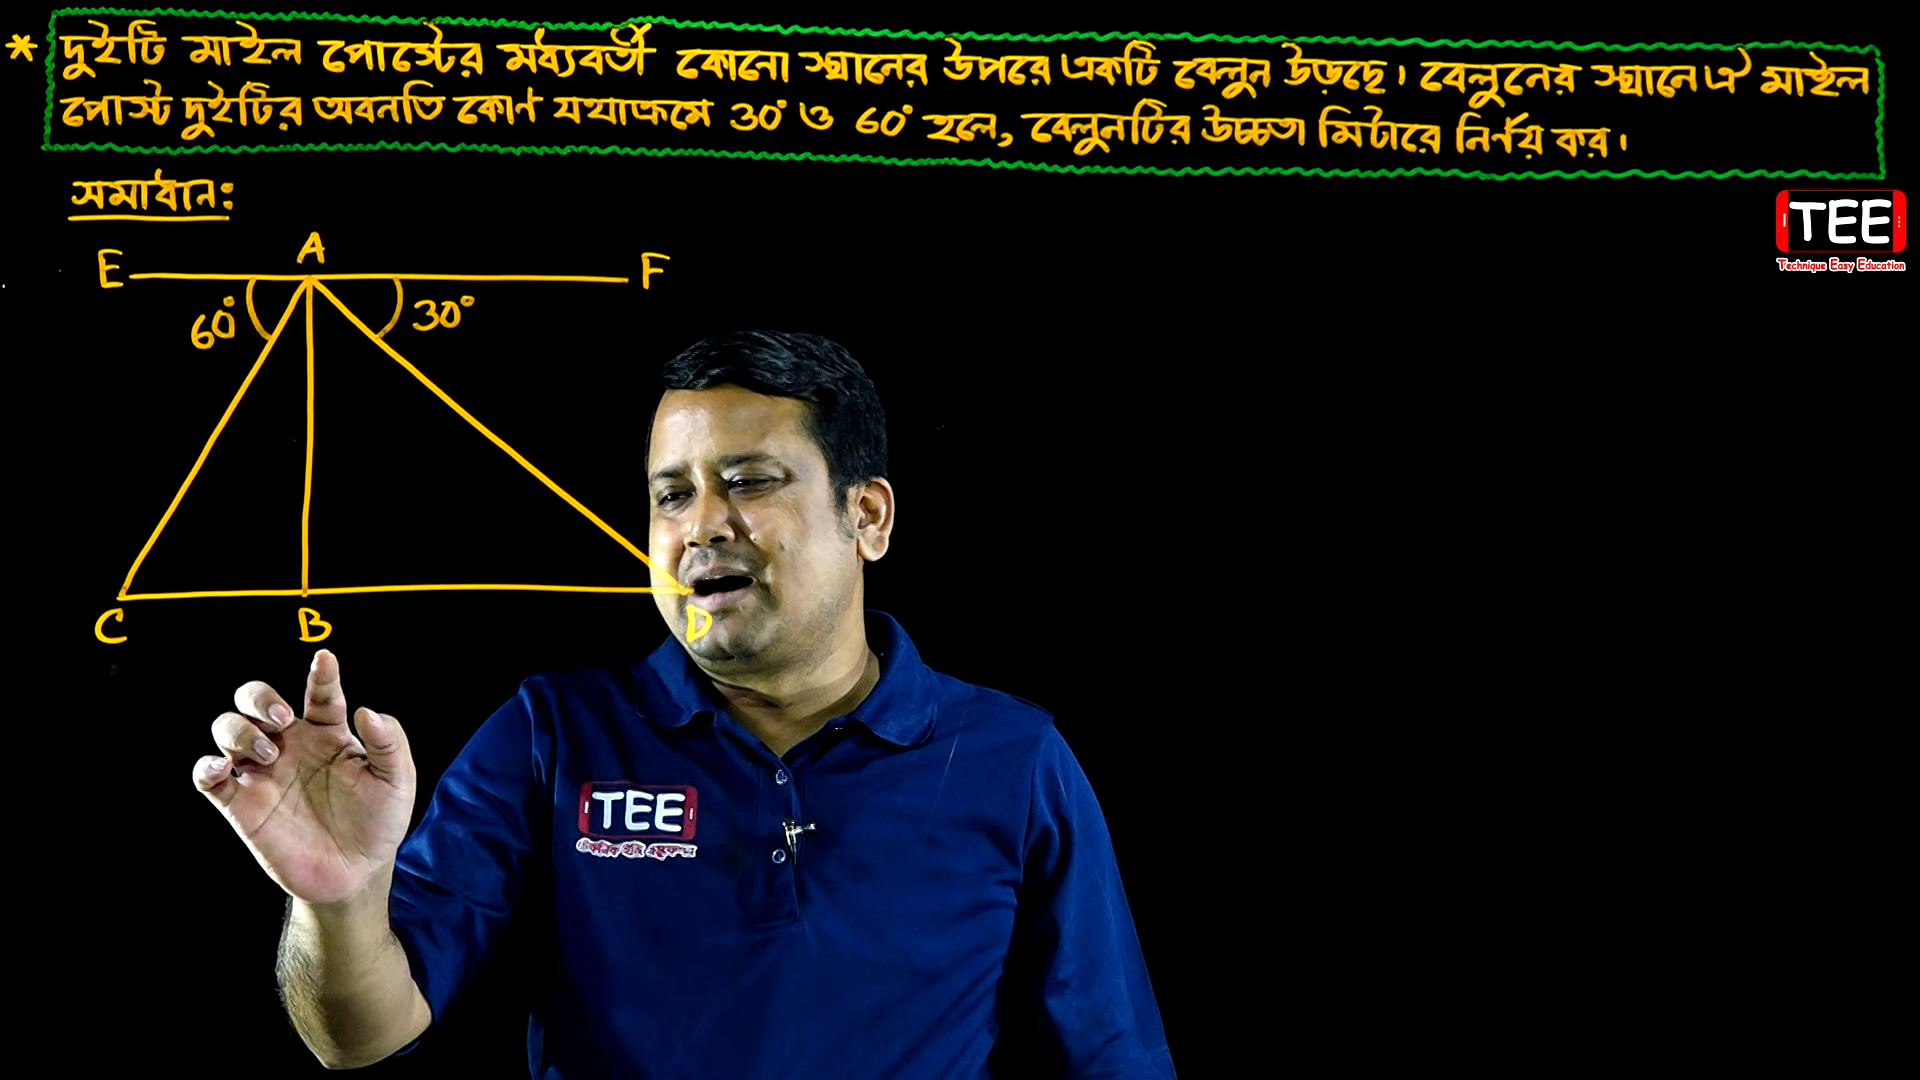 * দুইটি মাইল পোস্টের মধ্যবর্তী কোনো স্থানের উপরে একটি বেলুন উড়ছে। বেলুনের স্থানে ঐ মাইল
পোস্ট দুইটির অবনতি কোণ যথাক্রমে 30° ও 60° হলে, বেলুনটির উচ্চতা মিটারে নির্ণয় কর।
সমাধান:
E A F
60° 30°
C B D
TEE
Technique Easy Education
TEE